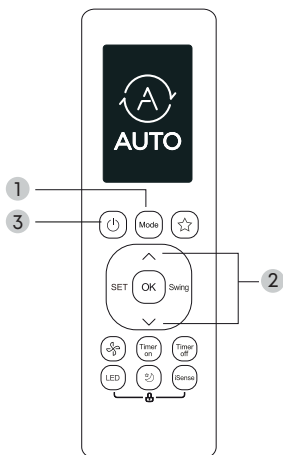 A
AUTO
1
3
Mode
SET
OK
Swing
2
Timer on
Timer off
LED
iSense